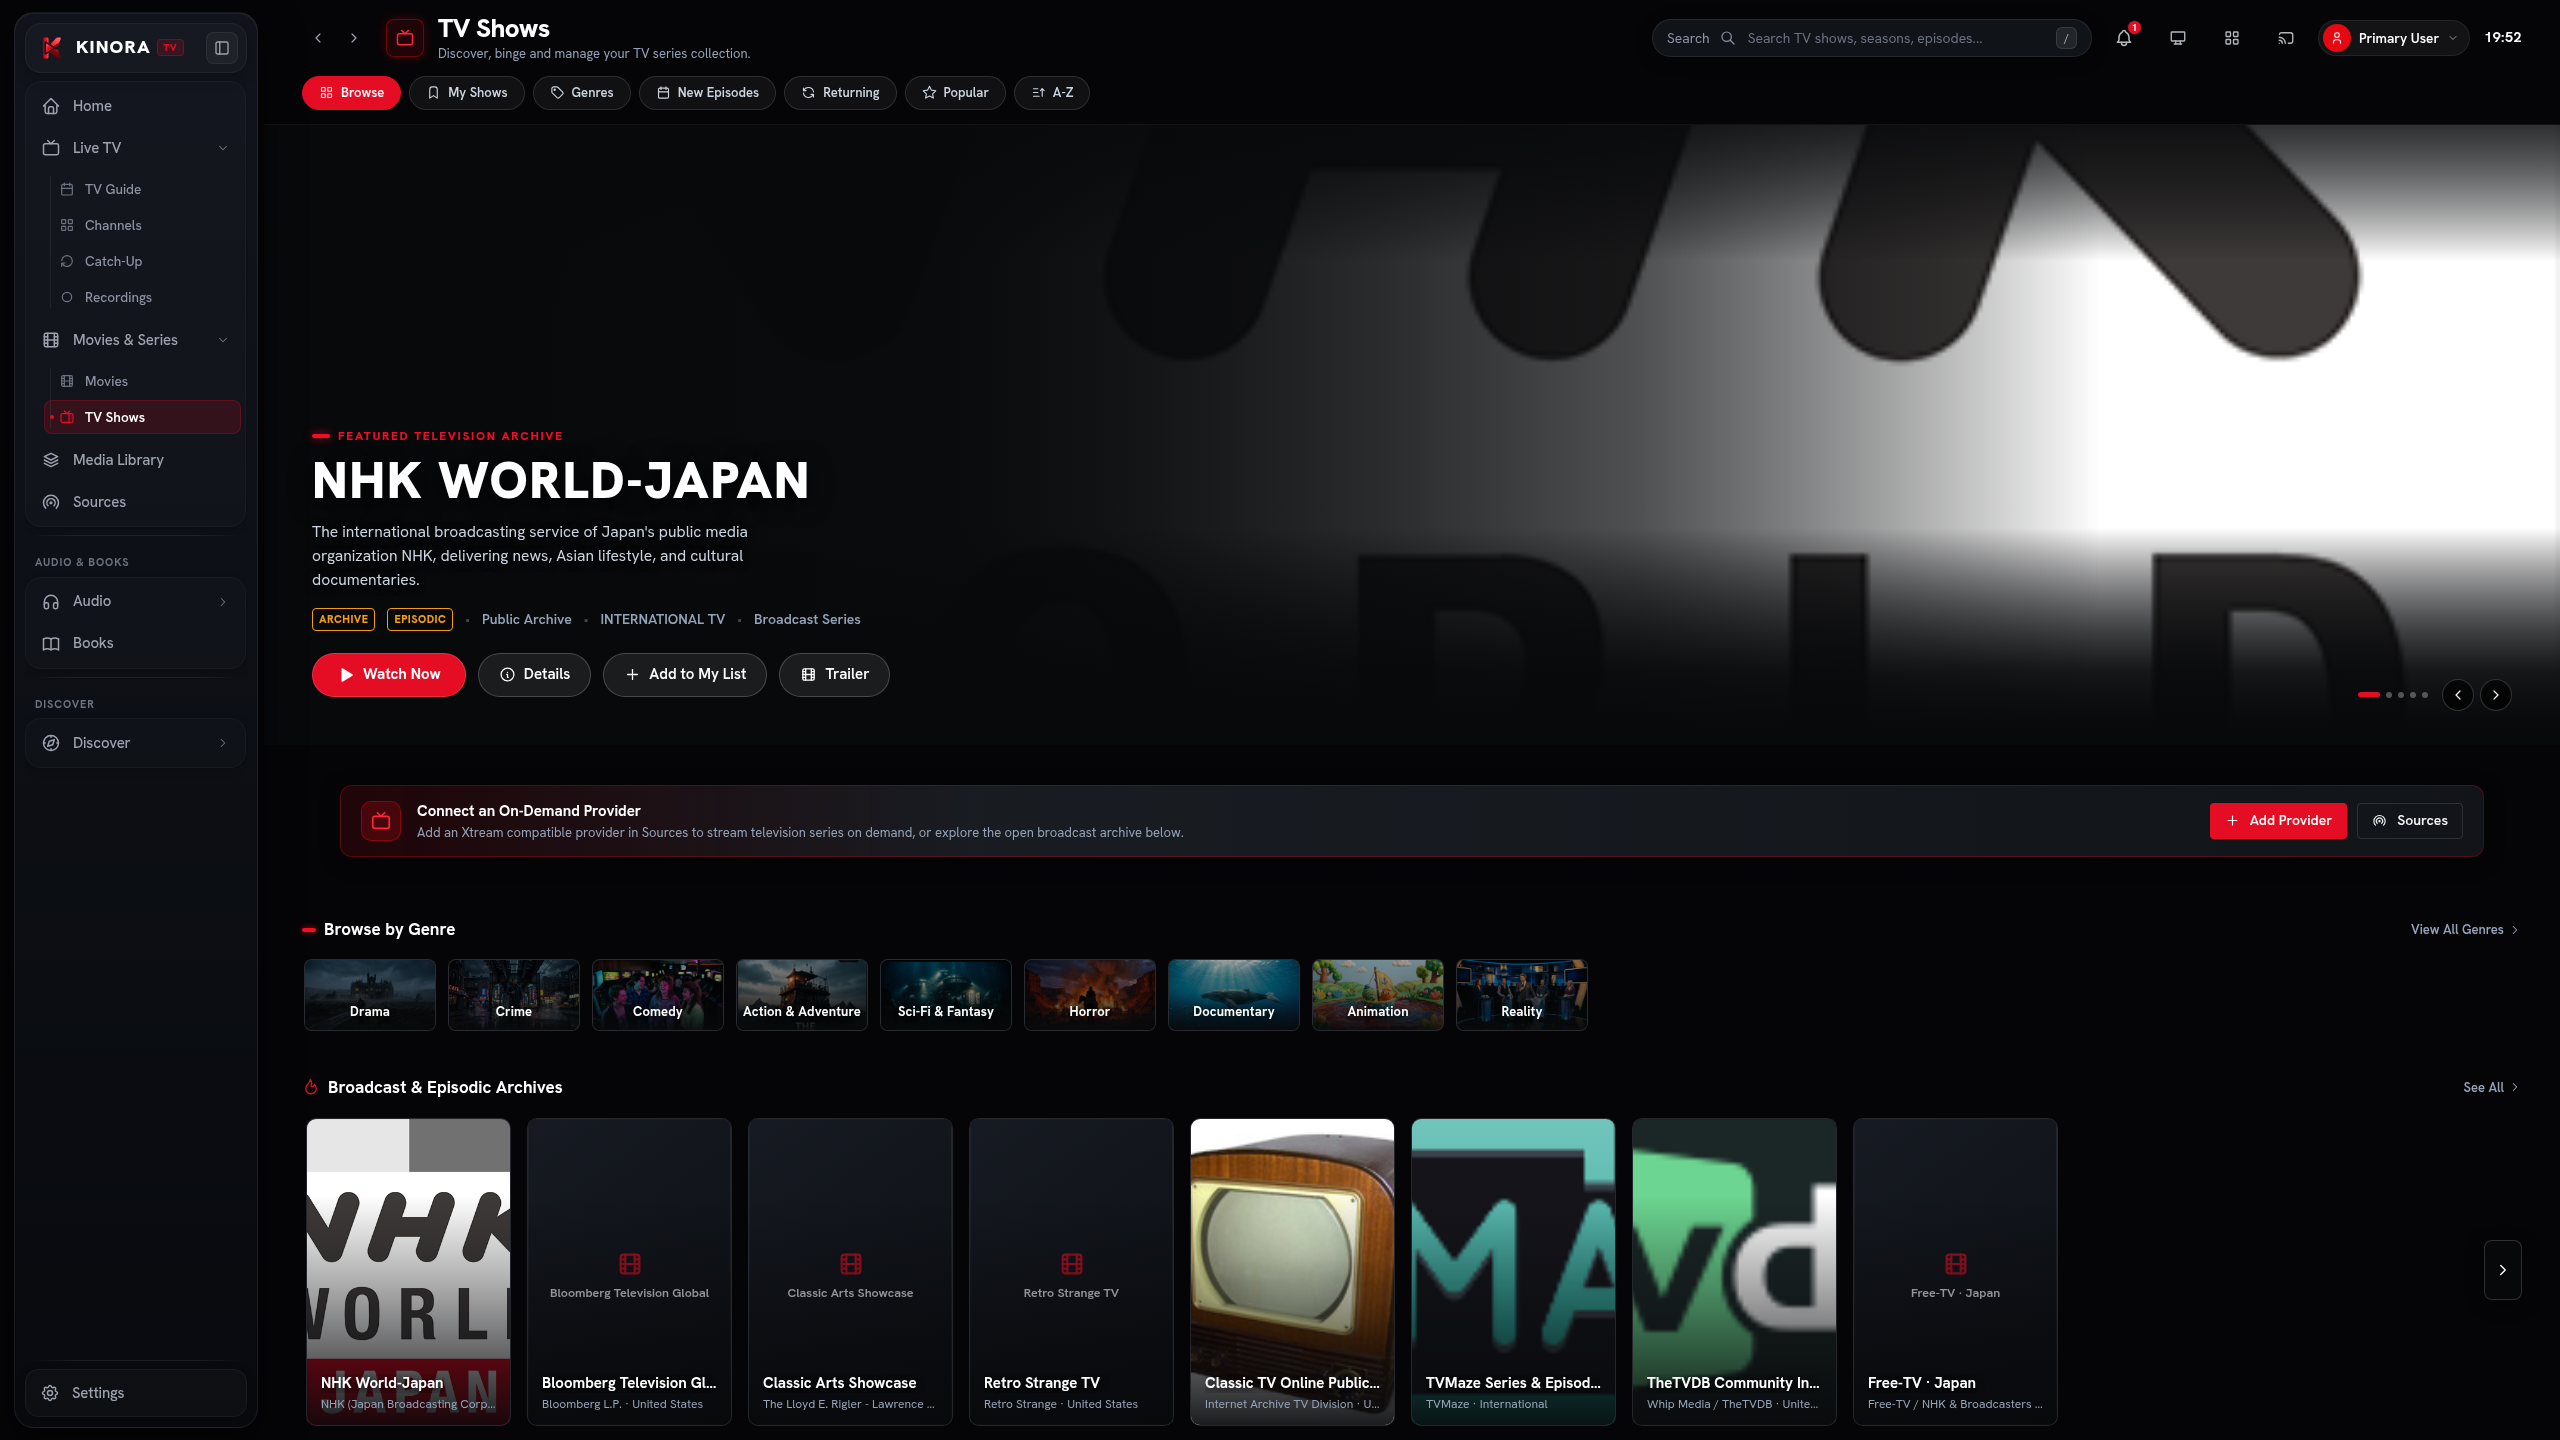 KINORA TV
TV Shows
Discover, binge and manage your TV series collection.
Search
Search TV shows, seasons, episodes...
/
1
Primary User
19:52
Browse
My Shows
Genres
New Episodes
Returning
Popular
A-Z
Home
Live TV
TV Guide
Channels
Catch-Up
Recordings
Movies & Series
Movies
TV Shows
Media Library
Sources
AUDIO & BOOKS
Audio
Books
DISCOVER
Discover
Settings
FEATURED TELEVISION ARCHIVE
NHK WORLD-JAPAN
The international broadcasting service of Japan's public media
organization NHK, delivering news, Asian lifestyle, and cultural
documentaries.
ARCHIVE
EPISODIC
• Public Archive • INTERNATIONAL TV • Broadcast Series
Watch Now
Details
Add to My List
Trailer
Connect an On-Demand Provider
Add an Xtream compatible provider in Sources to stream television series on demand, or explore the open broadcast archive below.
Add Provider
Sources
Browse by Genre
View All Genres
Drama
Crime
Comedy
Action & Adventure
THE
Sci-Fi & Fantasy
Horror
Documentary
Animation
Reality
Broadcast & Episodic Archives
See All
NHK
WORLD
JAPAN
NHK World-Japan
NHK (Japan Broadcasting Corp...
Bloomberg Television Global
Bloomberg Television Gl...
Bloomberg L.P. · United States
Classic Arts Showcase
Classic Arts Showcase
The Lloyd E. Rigler - Lawrence ...
Retro Strange TV
Retro Strange TV
Retro Strange · United States
Classic TV Online Public...
Internet Archive TV Division · U...
MA
TVMaze Series & Episod...
TVMaze · International
vd
TheTVDB Community In...
Whip Media / TheTVDB · Unite...
Free-TV · Japan
Free-TV · Japan
Free-TV / NHK & Broadcasters ...